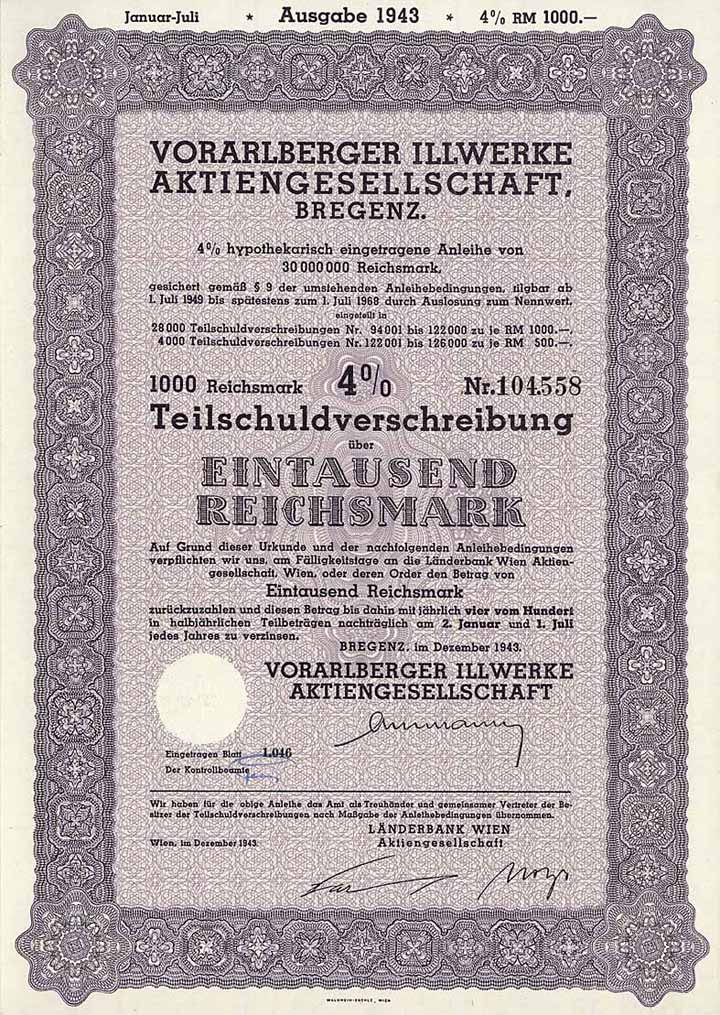 Januar-Juli * Ausgabe 1943 * 4% RM 1000.—
VORARLBERGER ILLWERKE
AKTIENGESELLSCHAFT,
BREGENZ.
4% hypothekarisch eingetragene Anleihe von
30 000 000 Reichsmark,
gesichert gemäß § 9 der umstehenden Anleihebedingungen, tilgbar ab
1. Juli 1949 bis spätestens zum 1. Juli 1968 durch Auslosung zum Nennwert,
eingeteilt in
28 000 Teilschuldverschreibungen Nr. 94 001 bis 122 000 zu je RM 1000.—,
4 000 Teilschuldverschreibungen Nr. 122 001 bis 126 000 zu je RM 500.—,
1000 Reichsmark 4% Nr. 104558
Teilschuldverschreibung
über
EINTAUSEND
REICHSMARK
Auf Grund dieser Urkunde und der nachfolgenden Anleihebedingungen
verpflichten wir uns, am Fälligkeitstage an die Länderbank Wien Aktien-
gesellschaft, Wien, oder deren Order den Betrag von
Eintausend Reichsmark
zurückzuzahlen und diesen Betrag bis dahin mit jährlich vier vom Hundert
in halbjährlichen Teilbeträgen nachträglich am 2. Januar und 1. Juli
jedes Jahres zu verzinsen.
BREGENZ, im Dezember 1943.
VORARLBERGER ILLWERKE
AKTIENGESELLSCHAFT
Ammann
Eingetragen Blatt 1.046
Der Kontrollbeamte
Wir haben für die obige Anleihe das Amt als Treuhänder und gemeinsamer Vertreter der Be-
sitzer der Teilschuldverschreibungen nach Maßgabe der Anleihebedingungen übernommen.
LÄNDERBANK WIEN
Wien, im Dezember 1943. Aktiengesellschaft